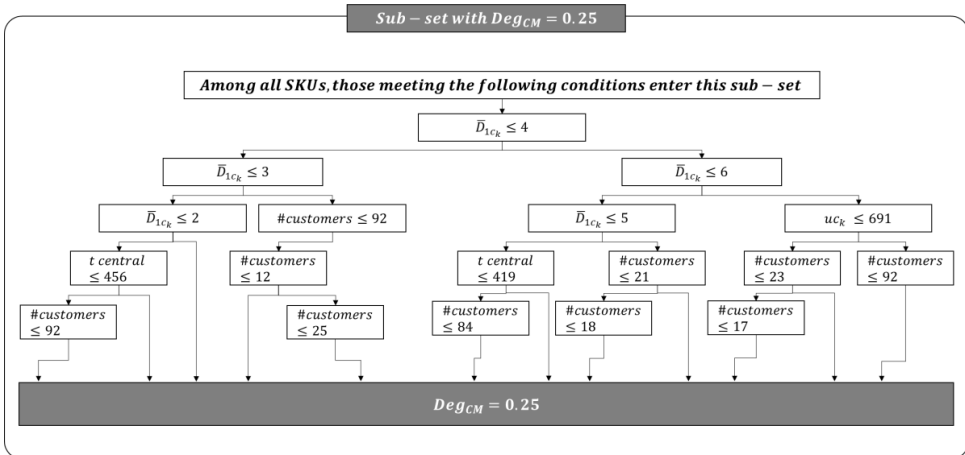 Sub − set with Deg_CM = 0.25
Among all SKUs, those meeting the following conditions enter this sub − set
D̅_1c_k ≤ 4
D̅_1c_k ≤ 3
D̅_1c_k ≤ 6
D̅_1c_k ≤ 2
#customers ≤ 92
D̅_1c_k ≤ 5
uc_k ≤ 691
t central
≤ 456
#customers
≤ 12
t central
≤ 419
#customers
≤ 21
#customers
≤ 23
#customers
≤ 92
#customers
≤ 92
#customers
≤ 25
#customers
≤ 84
#customers
≤ 18
#customers
≤ 17
Deg_CM = 0.25